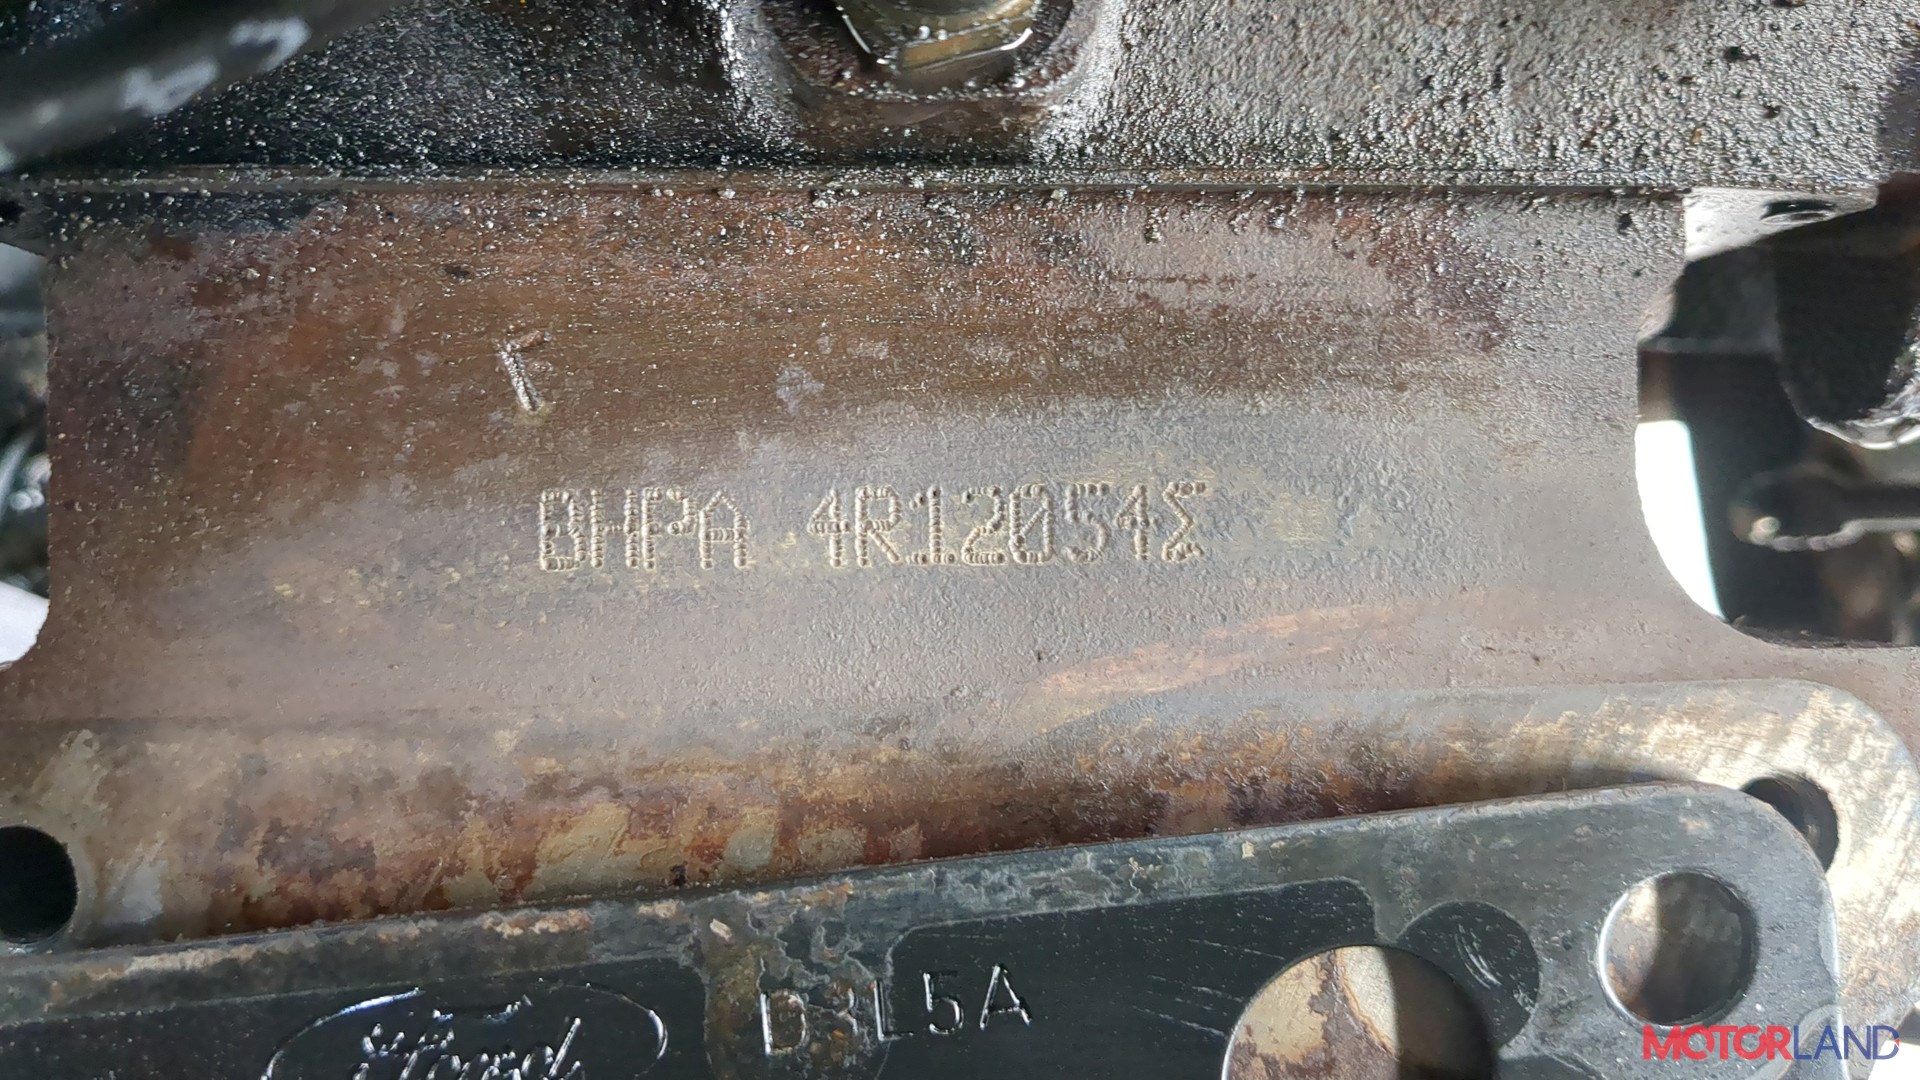 BHPA 4R12054Σ
Ford
D3L5A
MOTORLAND